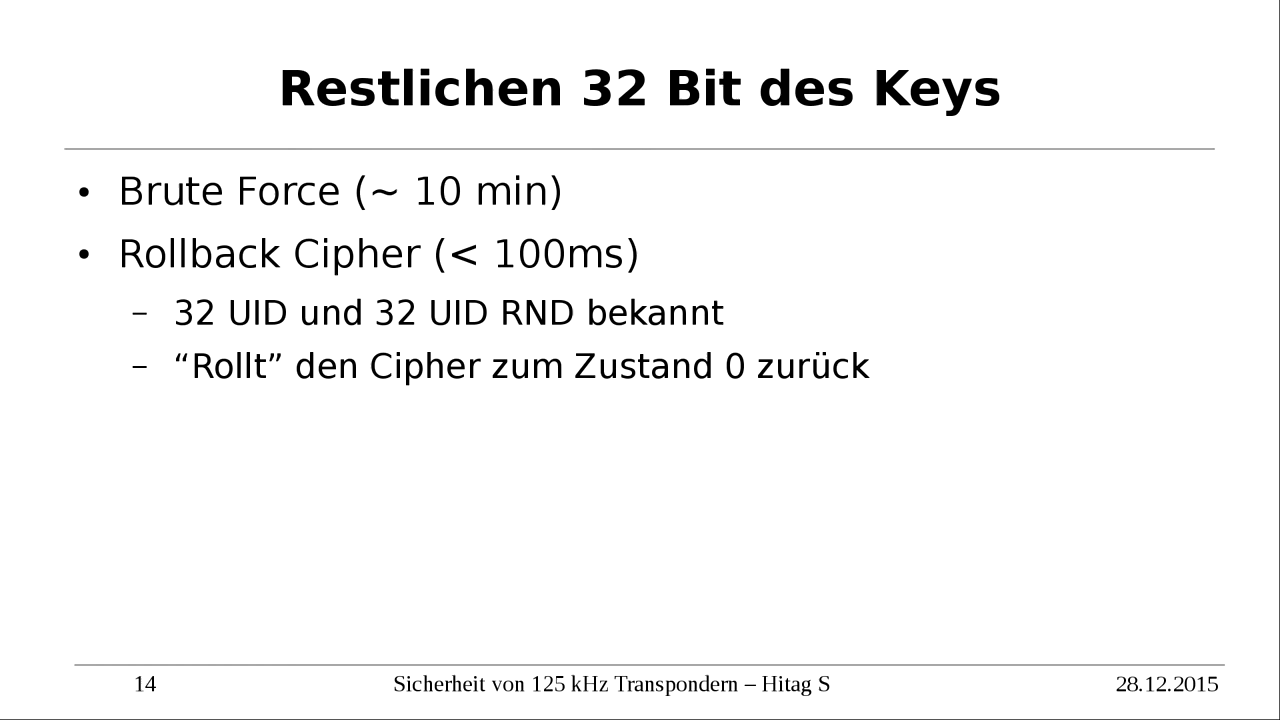 Restlichen 32 Bit des Keys
• Brute Force (~ 10 min)
• Rollback Cipher (< 100ms)
– 32 UID und 32 UID RND bekannt
– “Rollt” den Cipher zum Zustand 0 zurück
14 Sicherheit von 125 kHz Transpondern – Hitag S 28.12.2015